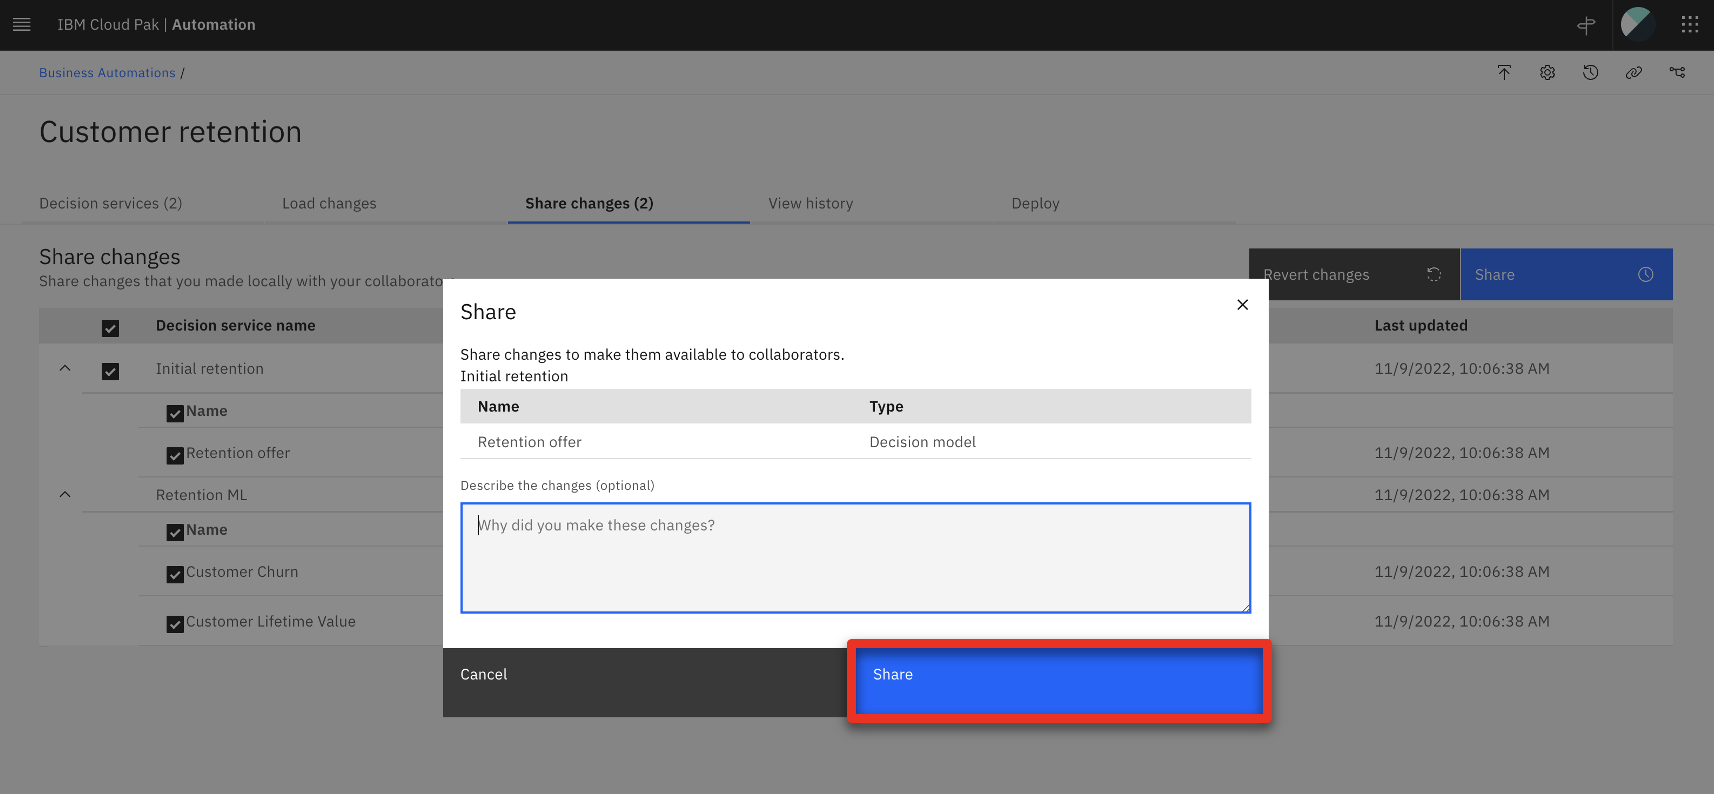 IBM Cloud Pak | Automation
Business Automations /
Customer retention
Decision services (2)
Load changes
Share changes (2)
View history
Deploy
Share changes
Share changes that you made locally with your
Revert changes
Share
Decision service name
Last updated
Initial retention
11/9/2022, 10:06:38 AM
Name
Retention offer
11/9/2022, 10:06:38 AM
Retention ML
11/9/2022, 10:06:38 AM
Name
Customer Churn
11/9/2022, 10:06:38 AM
Customer Lifetime Value
11/9/2022, 10:06:38 AM
Share
Share changes to make them available to collaborators.
Initial retention
Name
Type
Retention offer
Decision model
Describe the changes (optional)
Why did you make these changes?
Cancel
Share